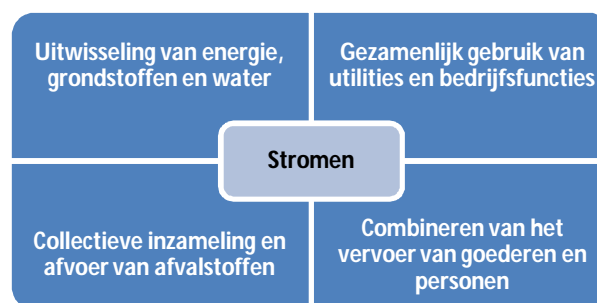 Uitwisseling van energie,
grondstoffen en water
Gezamenlijk gebruik van
utilities en bedrijfsfuncties
Stromen
Collectieve inzameling en
afvoer van afvalstoffen
Combineren van het
vervoer van goederen en
personen